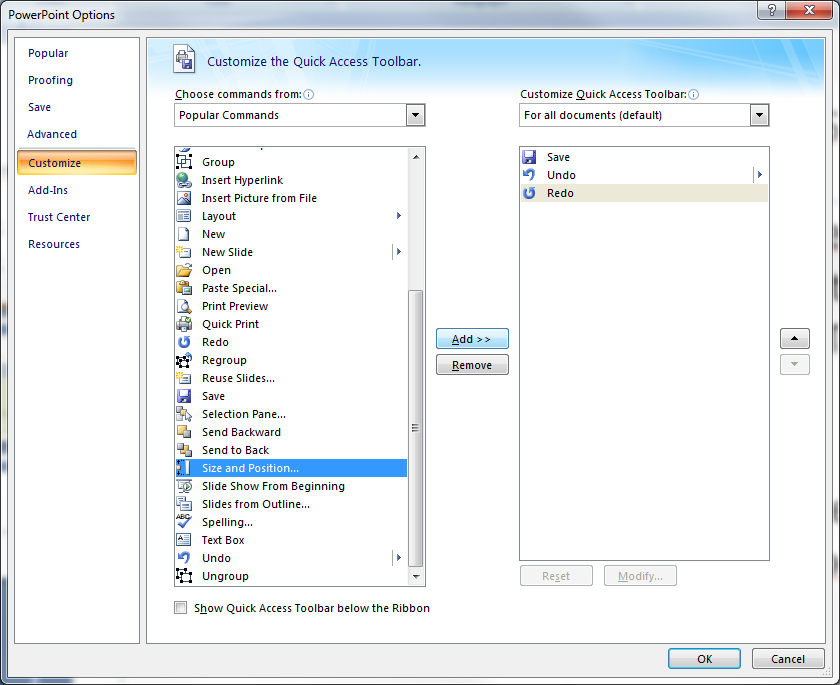 PowerPoint Options
?
Popular
Proofing
Save
Advanced
Customize
Add-Ins
Trust Center
Resources
Customize the Quick Access Toolbar.
Choose commands from:
Popular Commands
Group
Insert Hyperlink
Insert Picture from File
Layout
New
New Slide
Open
Paste Special...
Print Preview
Quick Print
Redo
Regroup
Reuse Slides...
Save
Selection Pane...
Send Backward
Send to Back
Size and Position...
Slide Show From Beginning
Slides from Outline...
Spelling...
Text Box
Undo
Ungroup
Show Quick Access Toolbar below the Ribbon
Add >>
Remove
Customize Quick Access Toolbar:
For all documents (default)
Save
Undo
Redo
Reset
Modify...
OK
Cancel